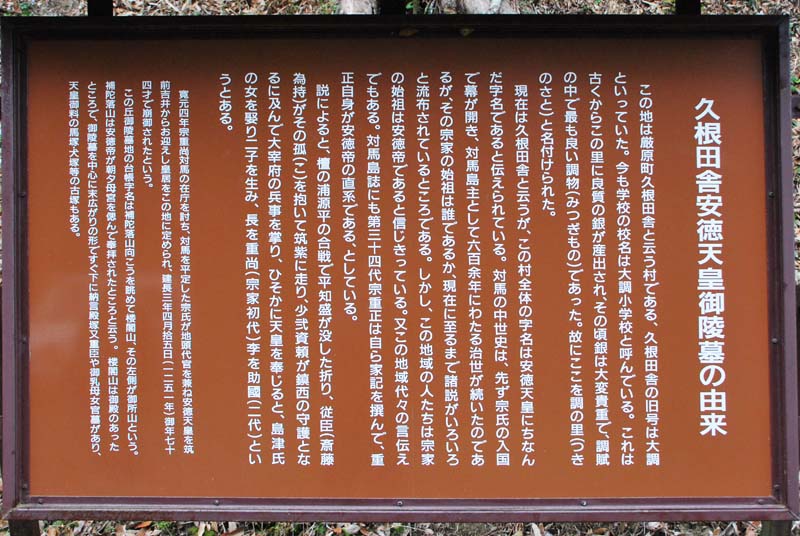 久根田舎安徳天皇御陵墓の由来
この地は厳原町久根田舎と云う村である、久根田舎の旧号は大調
といっていた。今も学校の校名は大調小学校と呼んでいる。これは
古くからこの里に良質の銀が産出され、その頃銀は大変貴重で、調賦
の中で最も良い調物(みつぎもの)であった。故にここを調の里(つき
のさと)と名付けられた。
現在は久根田舎と云うが、この村全体の字名は安徳天皇にちなん
だ字名であると伝えられている。対馬の中世史は、先ず宗氏の入国
で幕が開き、対馬島主として六百余年にわたる治世が続いたのであ
るが、その宗家の始祖は誰であるか、現在に至るまで諸説がいろいろ
と流布されているところである。しかし、この地域の人たちは宗家
の始祖は安徳帝であると信じきっている。又この地域代々の言伝え
でもある。対馬島誌にも第三十四代宗重正は自ら家記を撰んで、重
正自身が安徳帝の直系である、としている。
説によると、檀の浦源平の合戦で平知盛が没した折り、従臣(斎藤
為持)がその孤(こ)を抱いて筑紫に走り、少弐資頼が鎮西の守護とな
るに及んで大宰府の兵事を掌り、ひそかに天皇を奉じると、島津氏
の女を娶り二子を生み、長を重尚(宗家初代)李を助國(二代)とい
うとある。
寛元四年宗重尚対馬の在庁を討ち、対馬を平定した宗氏が地頭代官を兼ね安徳天皇を筑
前吉井からお迎えし皇居をこの地に定められ、建長三年四月拾五日(一二五一年)御年七十
四才で崩御されたという。
この丘御陵墓地の台帳字名は補陀落山向こうを眺めて楼閣山、その左側が御所山という。
補陀落山は安徳帝が朝夕母宮を偲んで奉拝されたところと云う。楼閣山は御殿のあった
ところで、御陵墓を中心に末広がりの形ですぐ下に納言殿塚又重臣や御乳母女官墓があり、
天皇御料の馬塚・犬塚等の古塚もある。